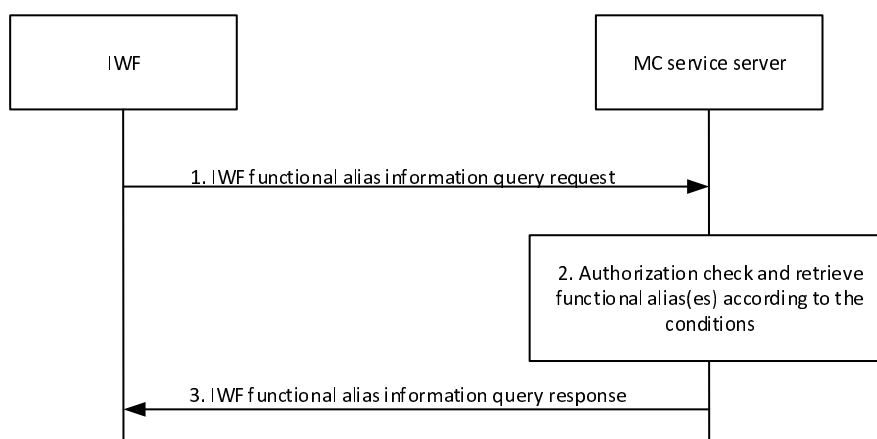 IWF
MC service server
1. IWF functional alias information query request
2. Authorization check and retrieve
functional alias(es) according to the
conditions
3. IWF functional alias information query response